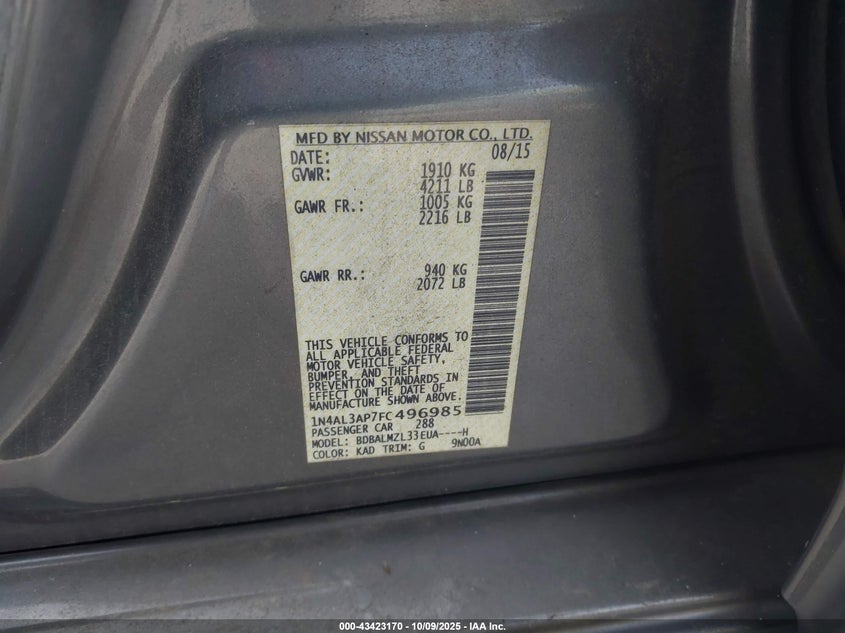 MFD BY NISSAN MOTOR CO., LTD.
DATE: 08/15
GVWR: 1910 KG
4211 LB
GAWR FR.: 1005 KG
2216 LB
GAWR RR.: 940 KG
2072 LB
THIS VEHICLE CONFORMS TO
ALL APPLICABLE FEDERAL
MOTOR VEHICLE SAFETY,
BUMPER, AND THEFT
PREVENTION STANDARDS IN
EFFECT ON THE DATE OF
MANUFACTURE SHOWN ABOVE.
1N4AL3AP7FC496985
PASSENGER CAR 288
MODEL: BDBALMZL33EUA----H
COLOR: KAD TRIM: G 9N00A
000-43423170 - 10/09/2025 - IAA Inc.